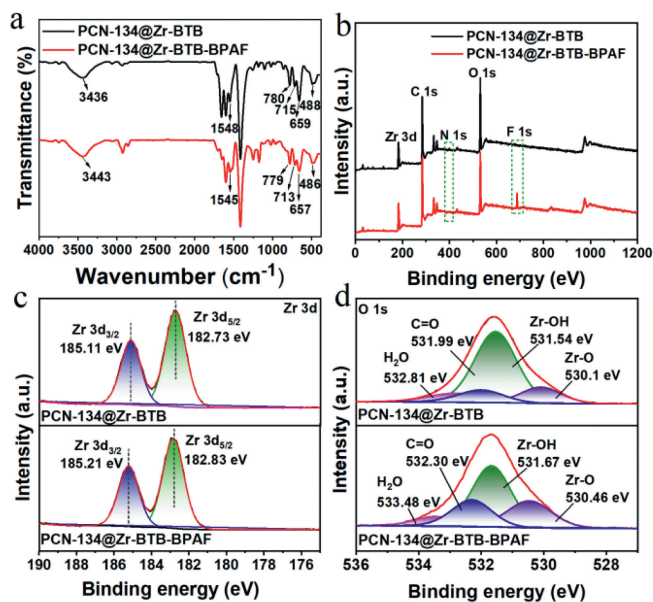 a
PCN-134@Zr-BTB
PCN-134@Zr-BTB-BPAF
Transmittance (%)
3436
1548
780
715
659
488
3443
1545
779
713
657
486
4000 3500 3000 2500 2000 1500 1000 500
Wavenumber (cm-1)
b
PCN-134@Zr-BTB
PCN-134@Zr-BTB-BPAF
Intensity (a.u.)
Zr 3d
C 1s
N 1s
O 1s
F 1s
0 200 400 600 800 1000 1200
Binding energy (eV)
c
Zr 3d
Zr 3d3/2
185.11 eV
Zr 3d5/2
182.73 eV
PCN-134@Zr-BTB
Zr 3d3/2
185.21 eV
Zr 3d5/2
182.83 eV
PCN-134@Zr-BTB-BPAF
Intensity (a.u.)
190 188 186 184 182 180 178 176
Binding energy (eV)
d
O 1s
C=O
531.99 eV
H2O
532.81 eV
Zr-OH
531.54 eV
Zr-O
530.1 eV
PCN-134@Zr-BTB
C=O
532.30 eV
H2O
533.48 eV
Zr-OH
531.67 eV
Zr-O
530.46 eV
PCN-134@Zr-BTB-BPAF
Intensity (a.u.)
536 534 532 530 528
Binding energy (eV)